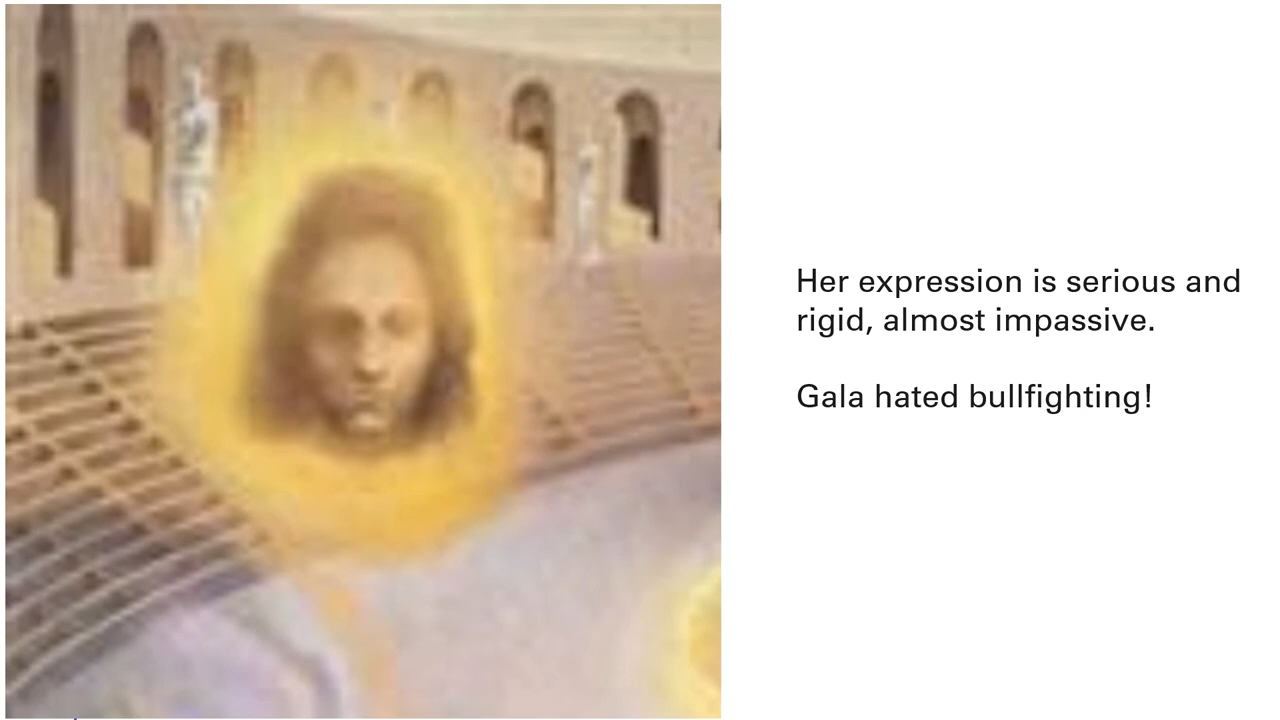 Her expression is serious and
rigid, almost impassive.
Gala hated bullfighting!